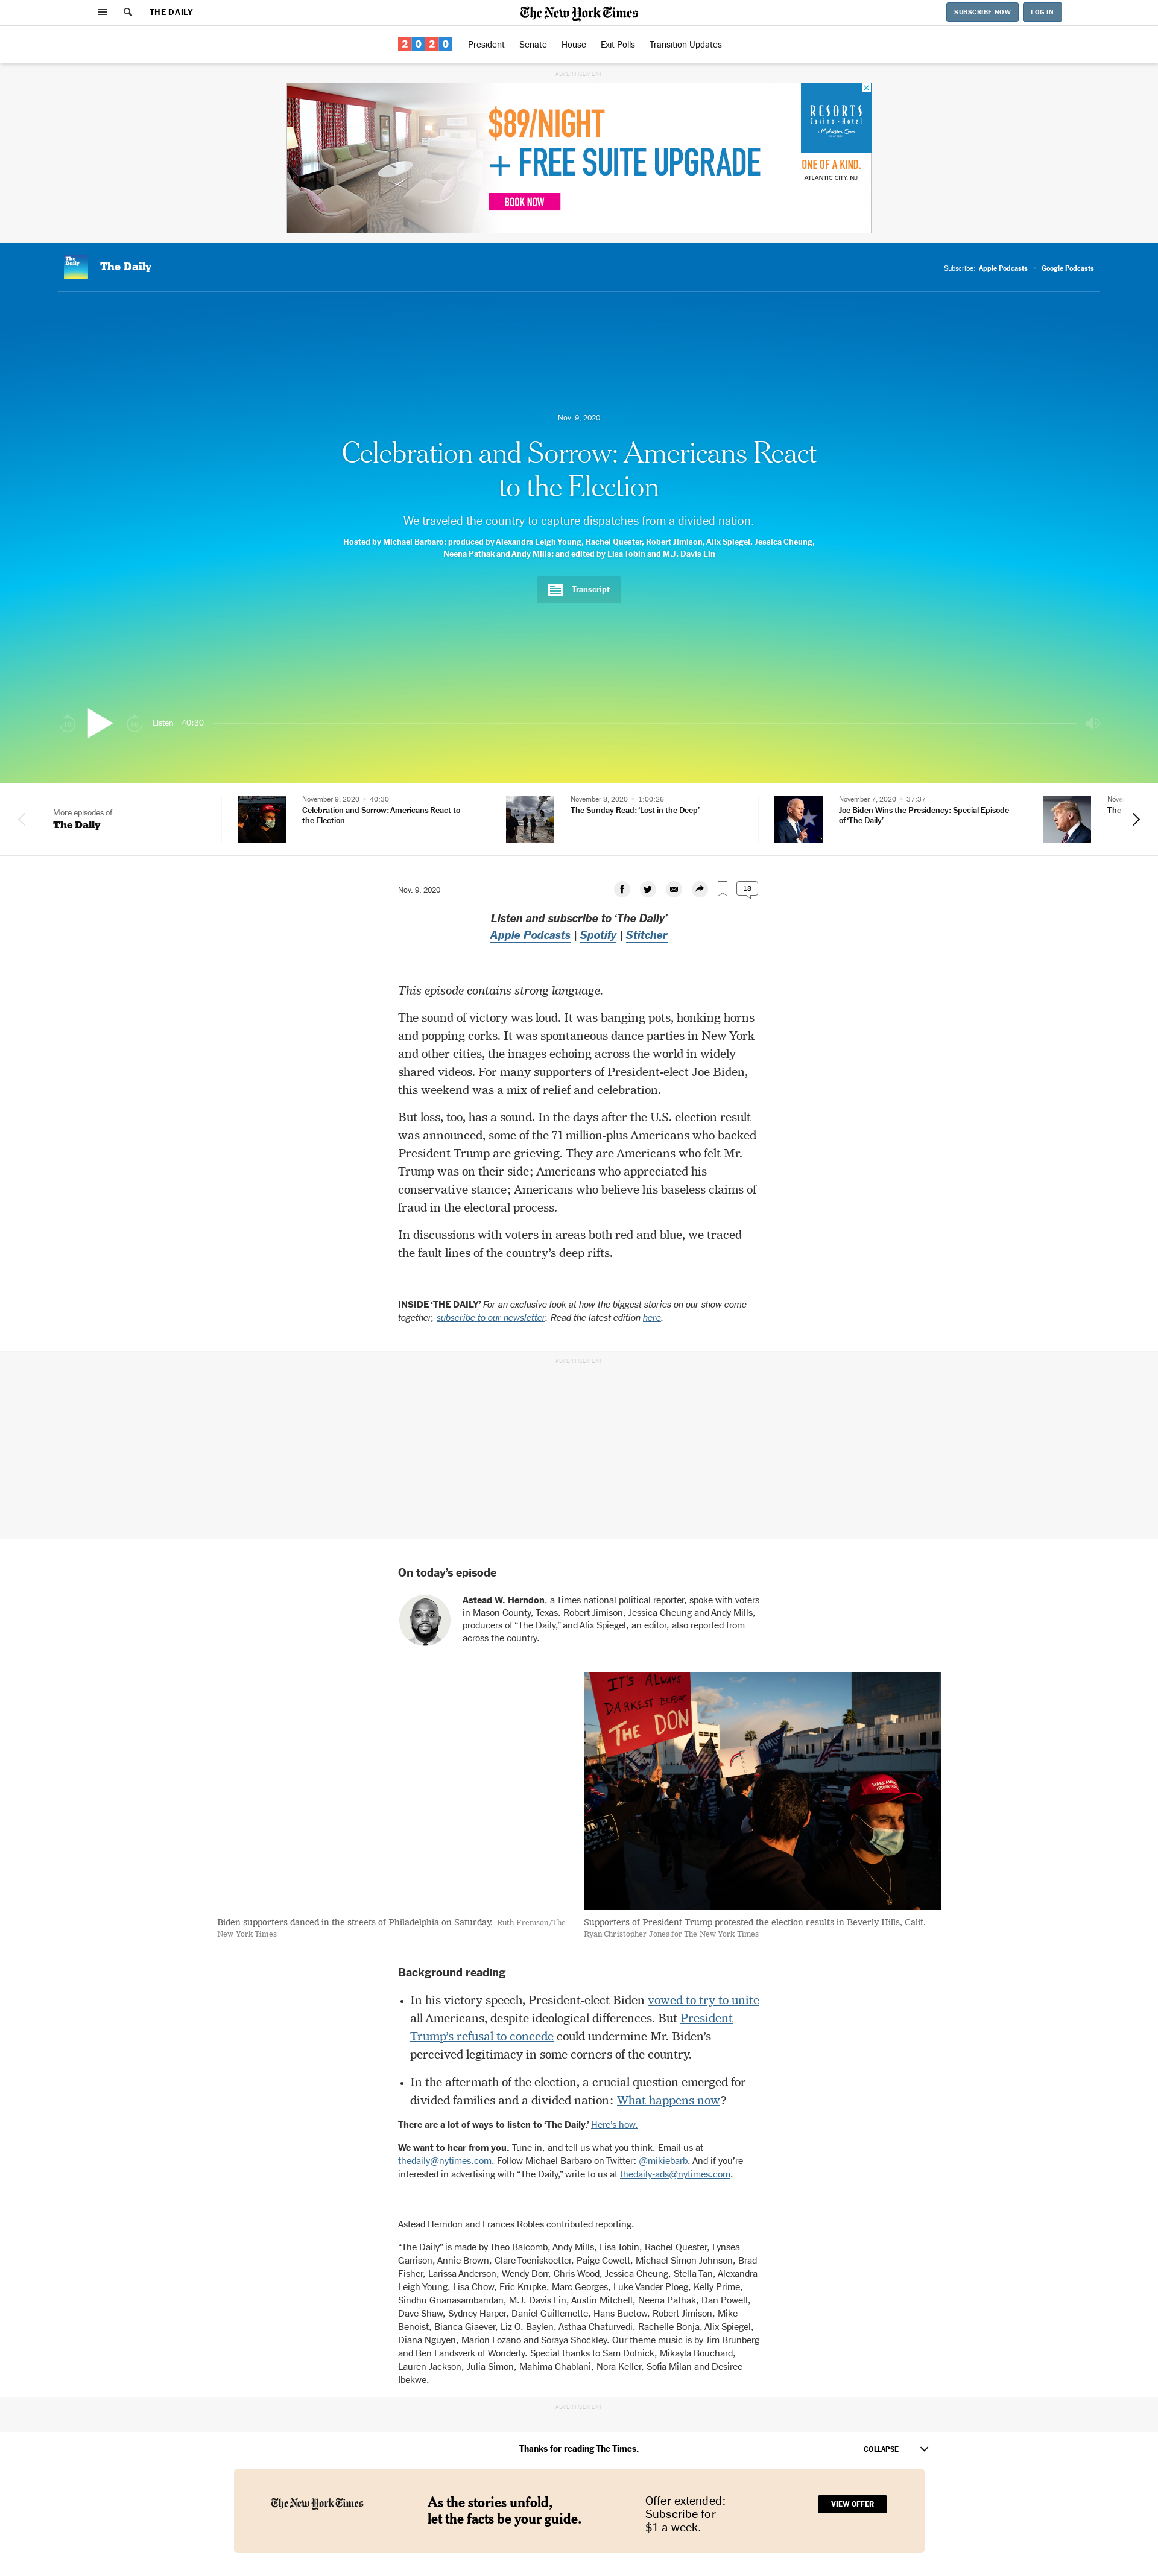 THE DAILY
The New York Times
SUBSCRIBE NOW
LOG IN
2020
President
Senate
House
Exit Polls
Transition Updates
ADVERTISEMENT
$89/NIGHT
+ FREE SUITE UPGRADE
BOOK NOW
RESORTS
Casino • Hotel
Mohegan Sun
ONE OF A KIND.
ATLANTIC CITY, NJ
The Daily
The Daily
Subscribe: Apple Podcasts
Google Podcasts
Nov. 9, 2020
Celebration and Sorrow: Americans React
to the Election
We traveled the country to capture dispatches from a divided nation.
Hosted by Michael Barbaro; produced by Alexandra Leigh Young, Rachel Quester, Robert Jimison, Alix Spiegel, Jessica Cheung,
Neena Pathak and Andy Mills; and edited by Lisa Tobin and M.J. Davis Lin
Transcript
Listen 40:30
More episodes of
The Daily
November 9, 2020 • 40:30
Celebration and Sorrow: Americans React to
the Election
November 8, 2020 • 1:00:26
The Sunday Read: ‘Lost in the Deep’
November 7, 2020 • 37:37
Joe Biden Wins the Presidency: Special Episode
of ‘The Daily’
Nove
The
Nov. 9, 2020
18
Listen and subscribe to ‘The Daily’
Apple Podcasts | Spotify | Stitcher
This episode contains strong language.
The sound of victory was loud. It was banging pots, honking horns
and popping corks. It was spontaneous dance parties in New York
and other cities, the images echoing across the world in widely
shared videos. For many supporters of President-elect Joe Biden,
this weekend was a mix of relief and celebration.
But loss, too, has a sound. In the days after the U.S. election result
was announced, some of the 71 million-plus Americans who backed
President Trump are grieving. They are Americans who felt Mr.
Trump was on their side; Americans who appreciated his
conservative stance; Americans who believe his baseless claims of
fraud in the electoral process.
In discussions with voters in areas both red and blue, we traced
the fault lines of the country’s deep rifts.
INSIDE ‘THE DAILY’ For an exclusive look at how the biggest stories on our show come
together, subscribe to our newsletter. Read the latest edition here.
ADVERTISEMENT
On today’s episode
Astead W. Herndon, a Times national political reporter, spoke with voters
in Mason County, Texas. Robert Jimison, Jessica Cheung and Andy Mills,
producers of “The Daily,” and Alix Spiegel, an editor, also reported from
across the country.
IT'S ALWAYS
DARKEST BEFORE
THE DON
MAKE AMERICA
GREAT AGAIN
Biden supporters danced in the streets of Philadelphia on Saturday. Ruth Fremson/The
New York Times
Supporters of President Trump protested the election results in Beverly Hills, Calif.
Ryan Christopher Jones for The New York Times
Background reading
• In his victory speech, President-elect Biden vowed to try to unite
all Americans, despite ideological differences. But President
Trump’s refusal to concede could undermine Mr. Biden’s
perceived legitimacy in some corners of the country.
• In the aftermath of the election, a crucial question emerged for
divided families and a divided nation: What happens now?
There are a lot of ways to listen to ‘The Daily.’ Here’s how.
We want to hear from you. Tune in, and tell us what you think. Email us at
thedaily@nytimes.com. Follow Michael Barbaro on Twitter: @mikiebarb. And if you’re
interested in advertising with “The Daily,” write to us at thedaily-ads@nytimes.com.
Astead Herndon and Frances Robles contributed reporting.
“The Daily” is made by Theo Balcomb, Andy Mills, Lisa Tobin, Rachel Quester, Lynsea
Garrison, Annie Brown, Clare Toeniskoetter, Paige Cowett, Michael Simon Johnson, Brad
Fisher, Larissa Anderson, Wendy Dorr, Chris Wood, Jessica Cheung, Stella Tan, Alexandra
Leigh Young, Lisa Chow, Eric Krupke, Marc Georges, Luke Vander Ploeg, Kelly Prime,
Sindhu Gnanasambandan, M.J. Davis Lin, Austin Mitchell, Neena Pathak, Dan Powell,
Dave Shaw, Sydney Harper, Daniel Guillemette, Hans Buetow, Robert Jimison, Mike
Benoist, Bianca Giaever, Liz O. Baylen, Asthaa Chaturvedi, Rachelle Bonja, Alix Spiegel,
Diana Nguyen, Marion Lozano and Soraya Shockley. Our theme music is by Jim Brunberg
and Ben Landsverk of Wonderly. Special thanks to Sam Dolnick, Mikayla Bouchard,
Lauren Jackson, Julia Simon, Mahima Chablani, Nora Keller, Sofia Milan and Desiree
Ibekwe.
ADVERTISEMENT
Thanks for reading The Times.
COLLAPSE
The New York Times
As the stories unfold,
let the facts be your guide.
Offer extended:
Subscribe for
$1 a week.
VIEW OFFER